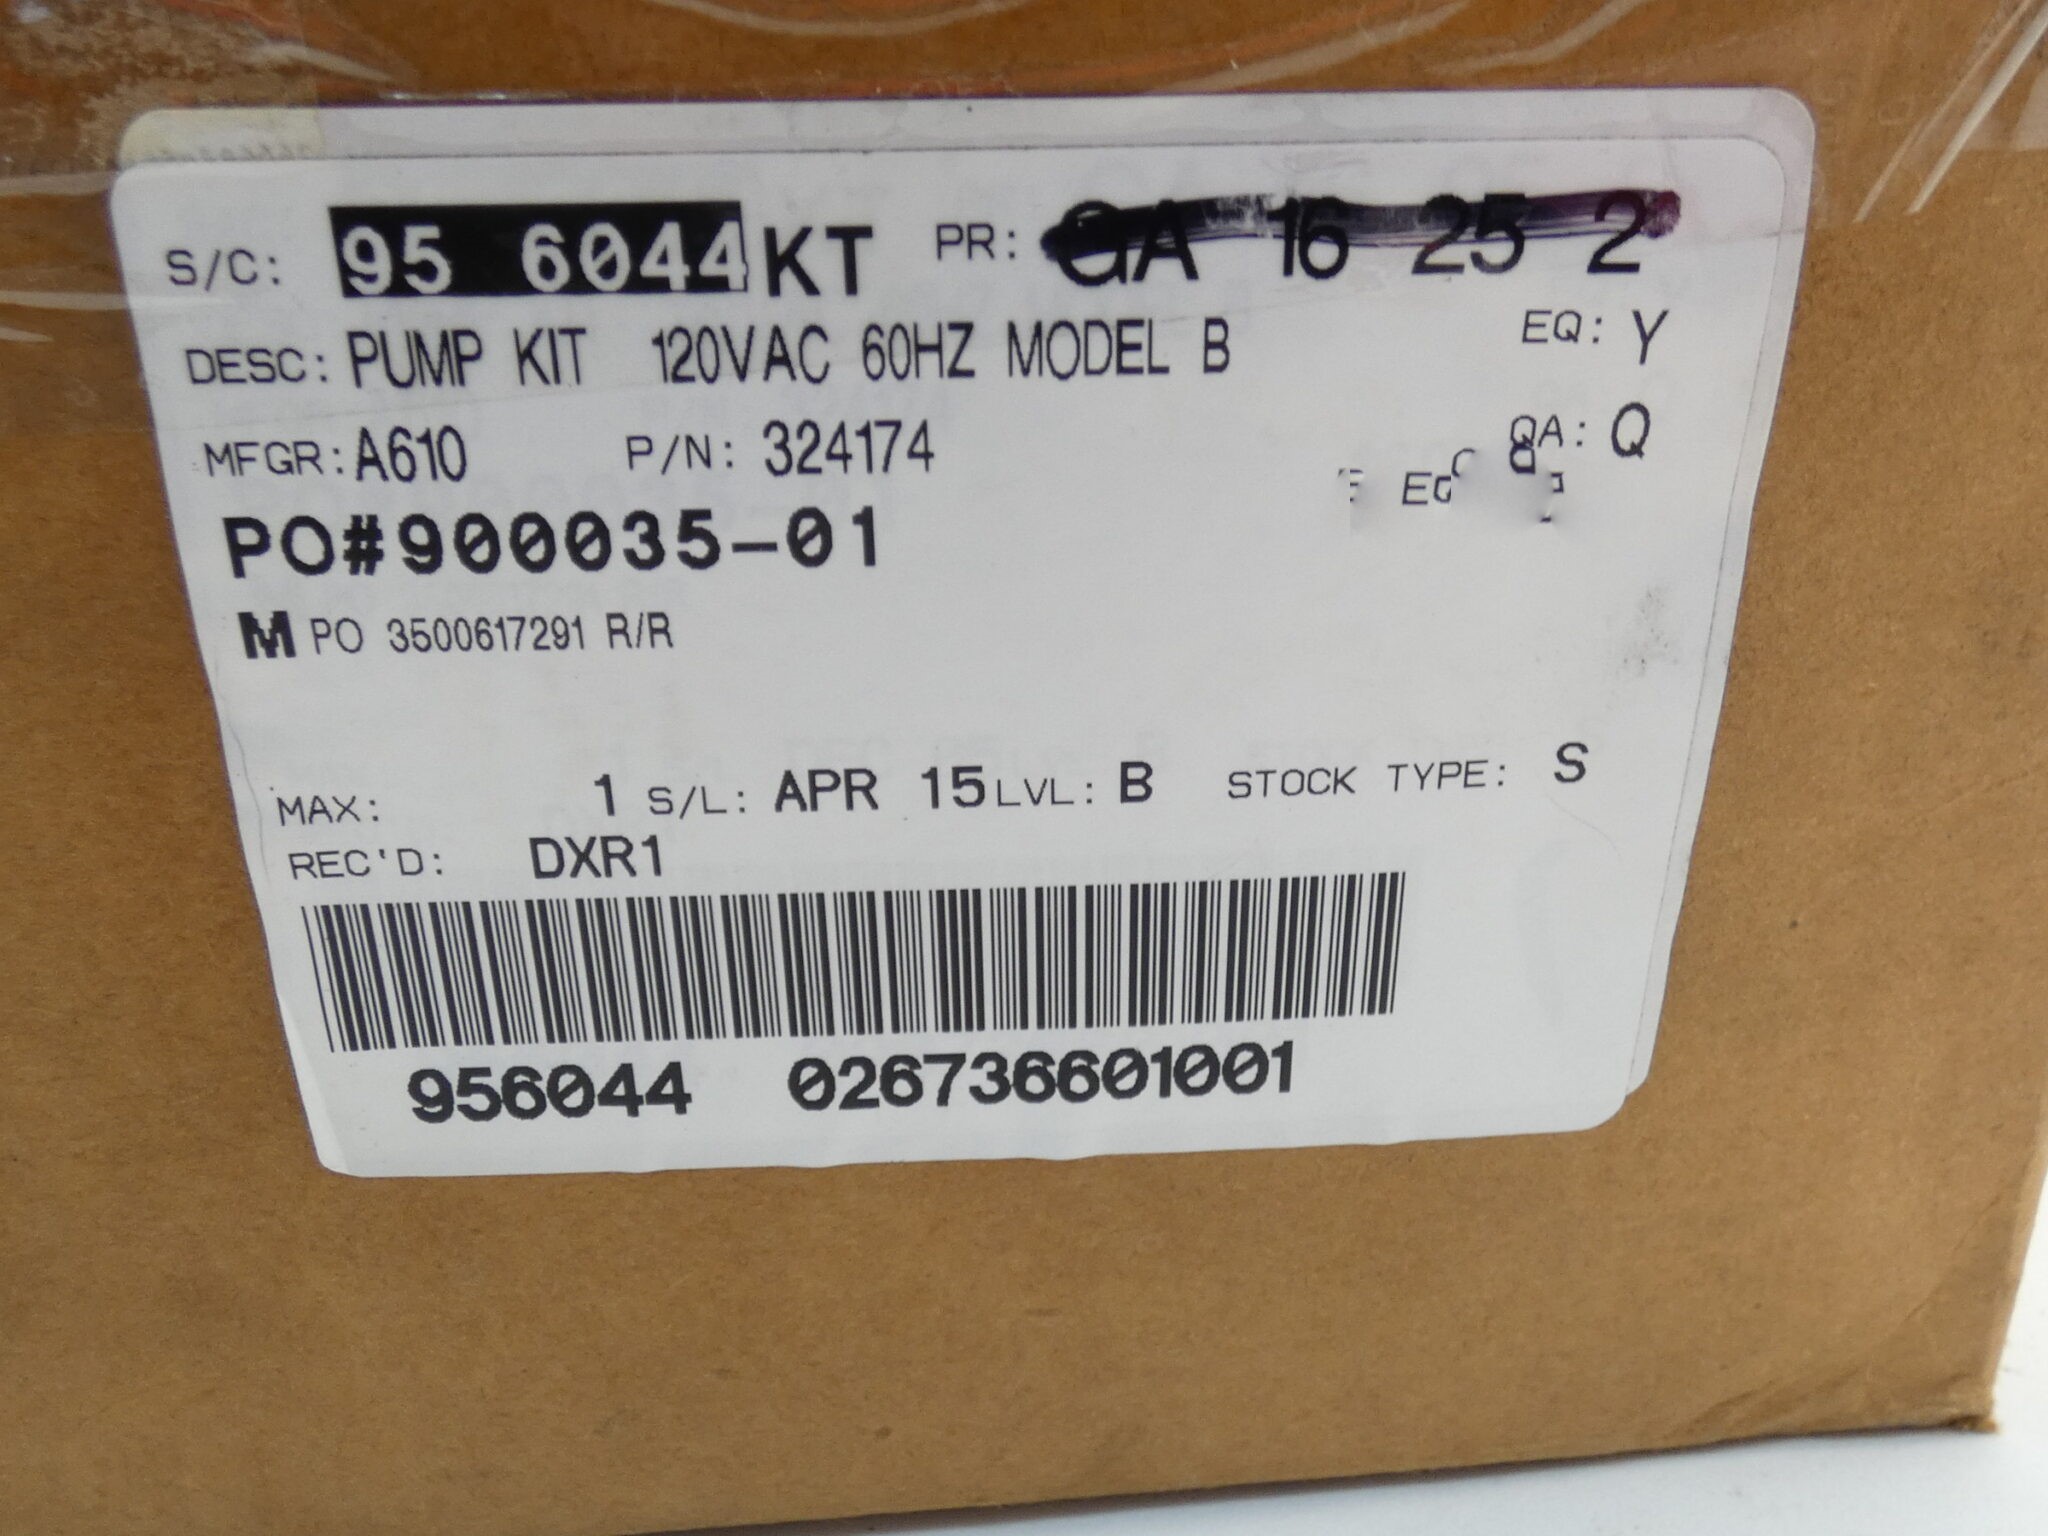 S/C: 95 6044 KT PR: GA 16 25 2
DESC: PUMP KIT 120VAC 60HZ MODEL B EQ: Y
MFGR: A610 P/N: 324174 QA: Q
PO#900035-01
M PO 3500617291 R/R
MAX: 1 S/L: APR 15 LVL: B STOCK TYPE: S
REC'D: DXR1
956044 026736601001